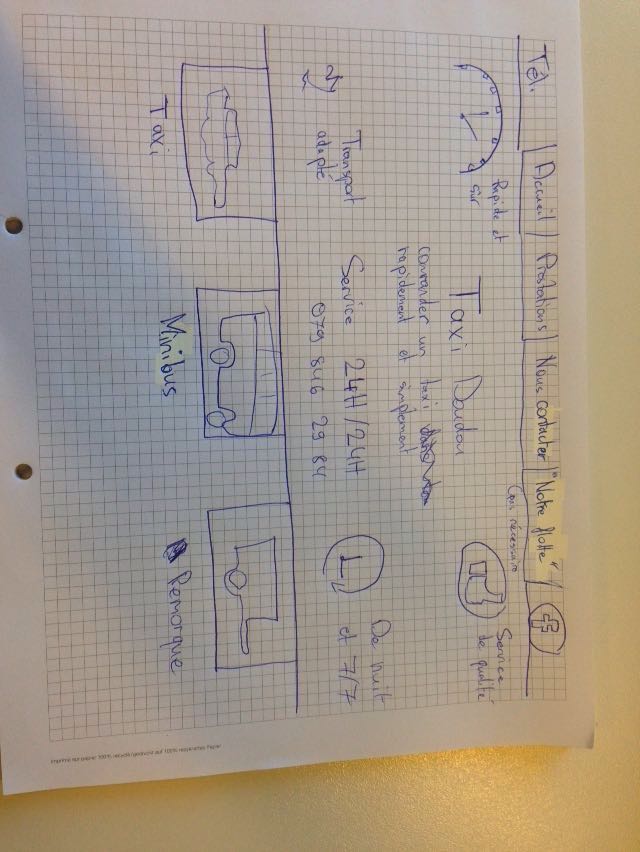 Tél. Accueil Prestations Nous contacter "Notre flotte" f
(pas nécessaire
Rapide et
sûr
Service
de qualité
Taxi Doudou
commander un taxi
rapidement et simplement
Transport
adapté
Service 24H/24H
079 846 29 84
De nuit
et 7/7
Taxi
Minibus
Remorque